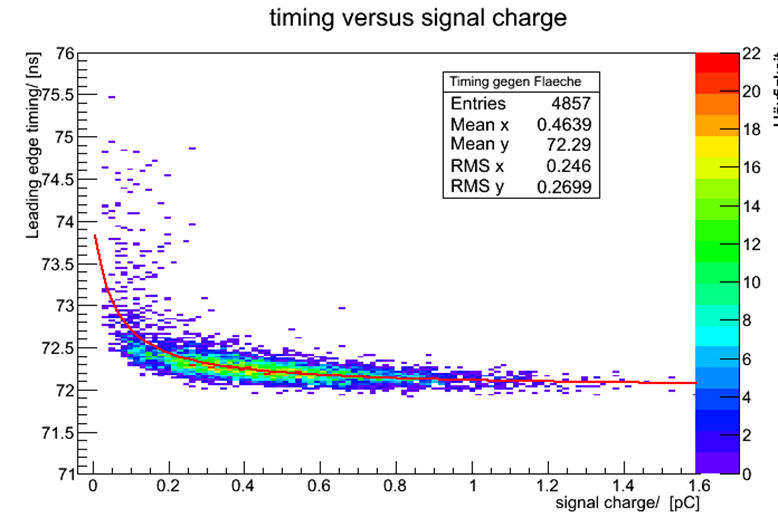 timing versus signal charge
Leading edge timing/ [ns]
76
75.5
75
74.5
74
73.5
73
72.5
72
71.5
71
Timing gegen Flaeche
Entries 4857
Mean x 0.4639
Mean y 72.29
RMS x 0.246
RMS y 0.2699
22
20
18
16
14
12
10
8
6
4
2
0
0 0.2 0.4 0.6 0.8 1 1.2 1.4 1.6
signal charge/ [pC]